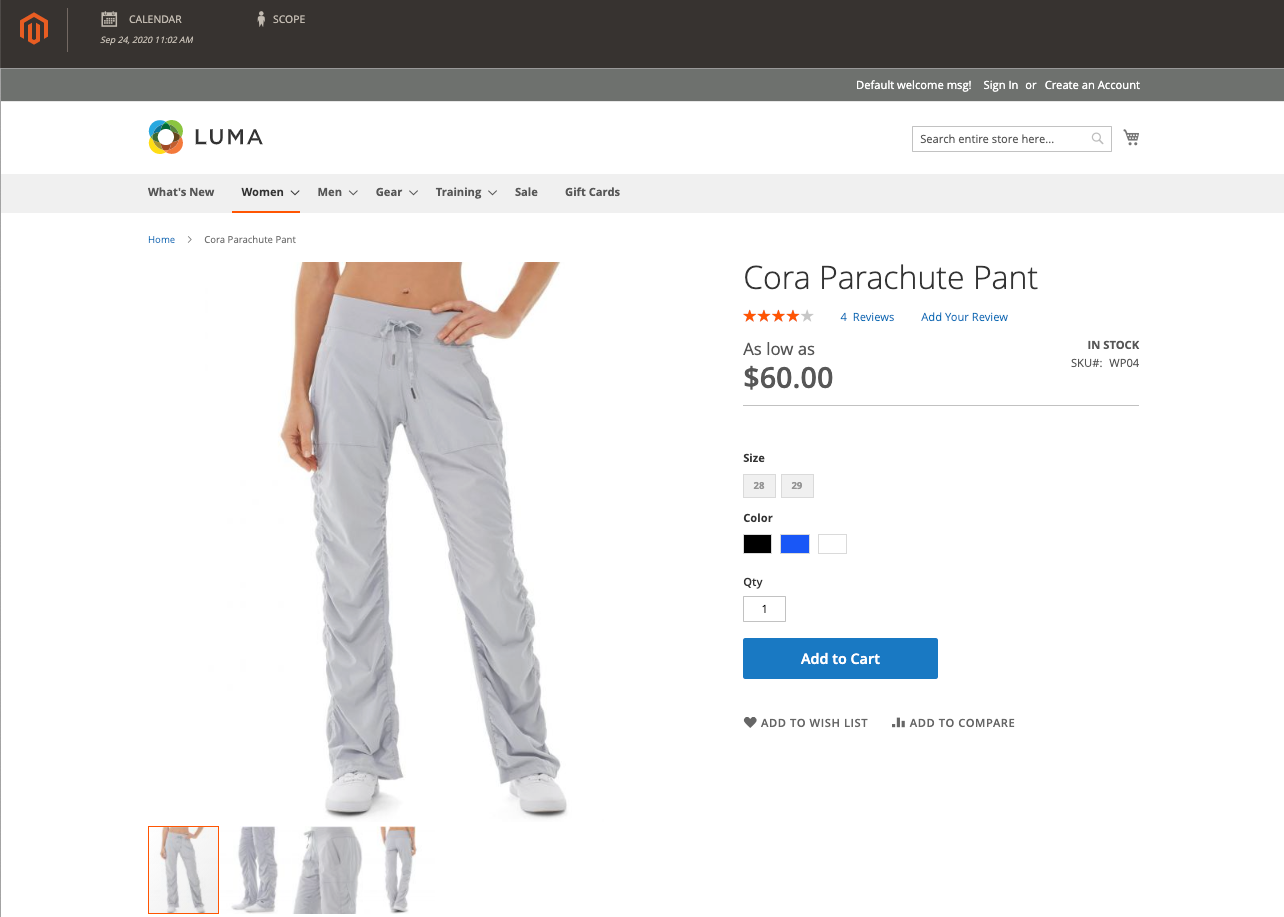 CALENDAR
SCOPE
Sep 24, 2020 11:02 AM
Default welcome msg! Sign In or Create an Account
LUMA
Search entire store here...
What's New Women Men Gear Training Sale Gift Cards
Home Cora Parachute Pant
Cora Parachute Pant
4 Reviews Add Your Review
As low as
$60.00
IN STOCK
SKU#: WP04
Size
28 29
Color
Qty
1
Add to Cart
ADD TO WISH LIST ADD TO COMPARE